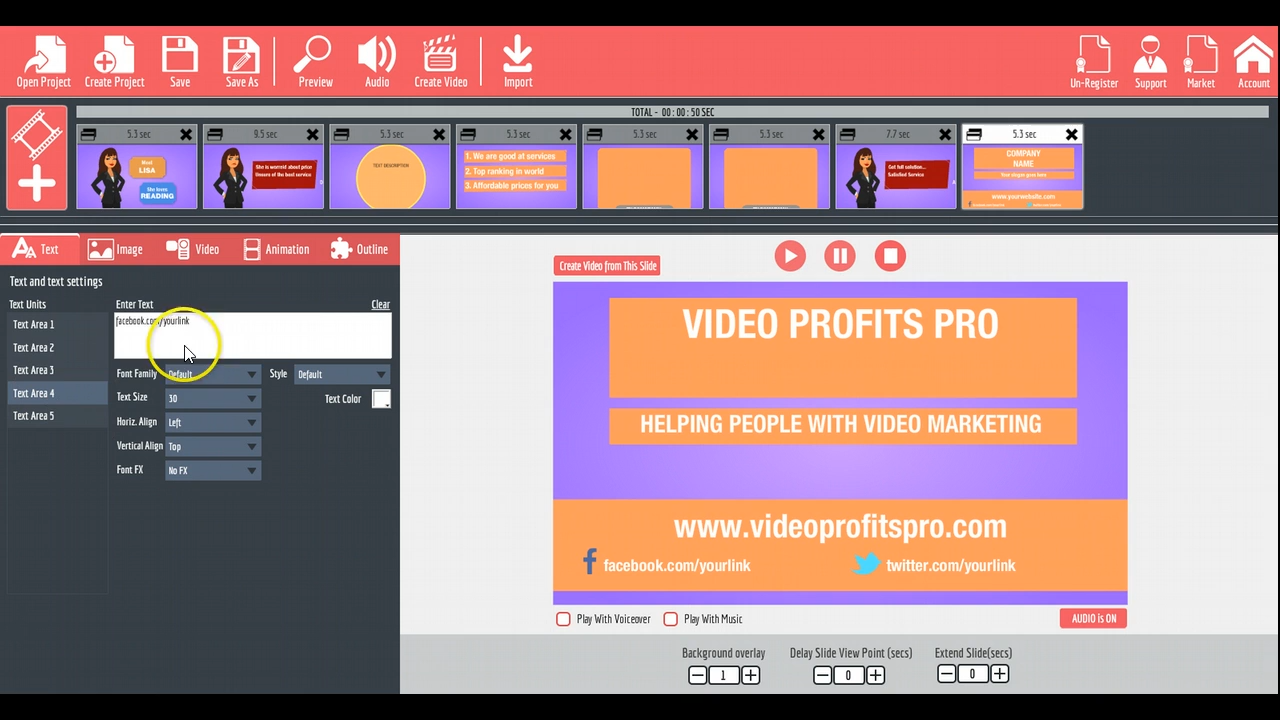 Open Project Create Project Save Save As Preview Audio Create Video Import Un-Register Support Market Account
TOTAL - 00 : 00 : 50 SEC
5.3 sec 9.5 sec 5.3 sec 5.3 sec 5.3 sec 5.3 sec 7.7 sec 5.3 sec
Meet
LISA
She loves
READING
She is worried about price
Unsure of the best service
TEXT DESCRIPTION
1. We are good at services
2. Top ranking in world
3. Affordable prices for you
Get full solution...
Satisfied Service
COMPANY
NAME
Your slogan goes here
www.yourwebsite.com
Text Image Video Animation Outline
Text and text settings
Text Units Enter Text Clear
Text Area 1
Text Area 2
Text Area 3
Text Area 4
Text Area 5
facebook.com/yourlink
Font Family Default Style Default
Text Size 30 Text Color
Horiz. Align Left
Vertical Align Top
Font FX No FX
Create Video from This Slide
VIDEO PROFITS PRO
HELPING PEOPLE WITH VIDEO MARKETING
www.videoprofitspro.com
facebook.com/yourlink twitter.com/yourlink
Play With Voiceover Play With Music AUDIO is ON
Background overlay Delay Slide View Point (secs) Extend Slide(secs)
1 0 0